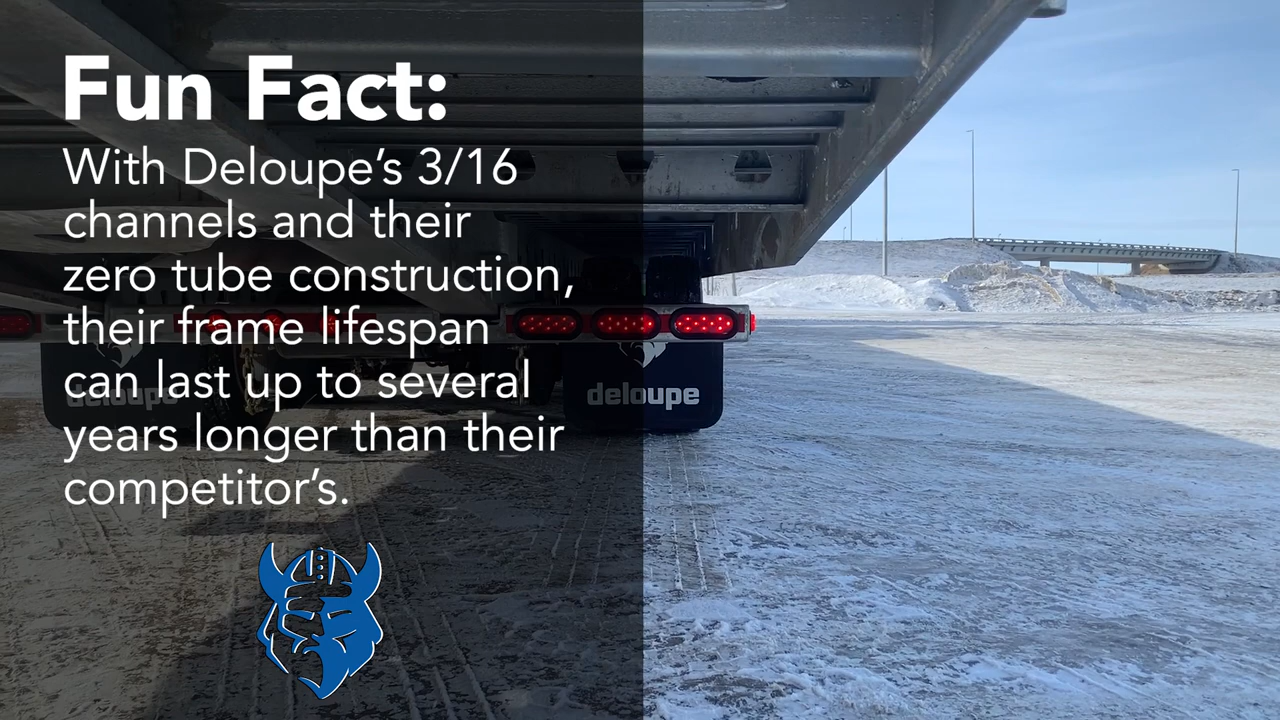 Fun Fact:
With Deloupe’s 3/16
channels and their
zero tube construction,
their frame lifespan
can last up to several
years longer than their
competitor’s.
deloupe
deloupe